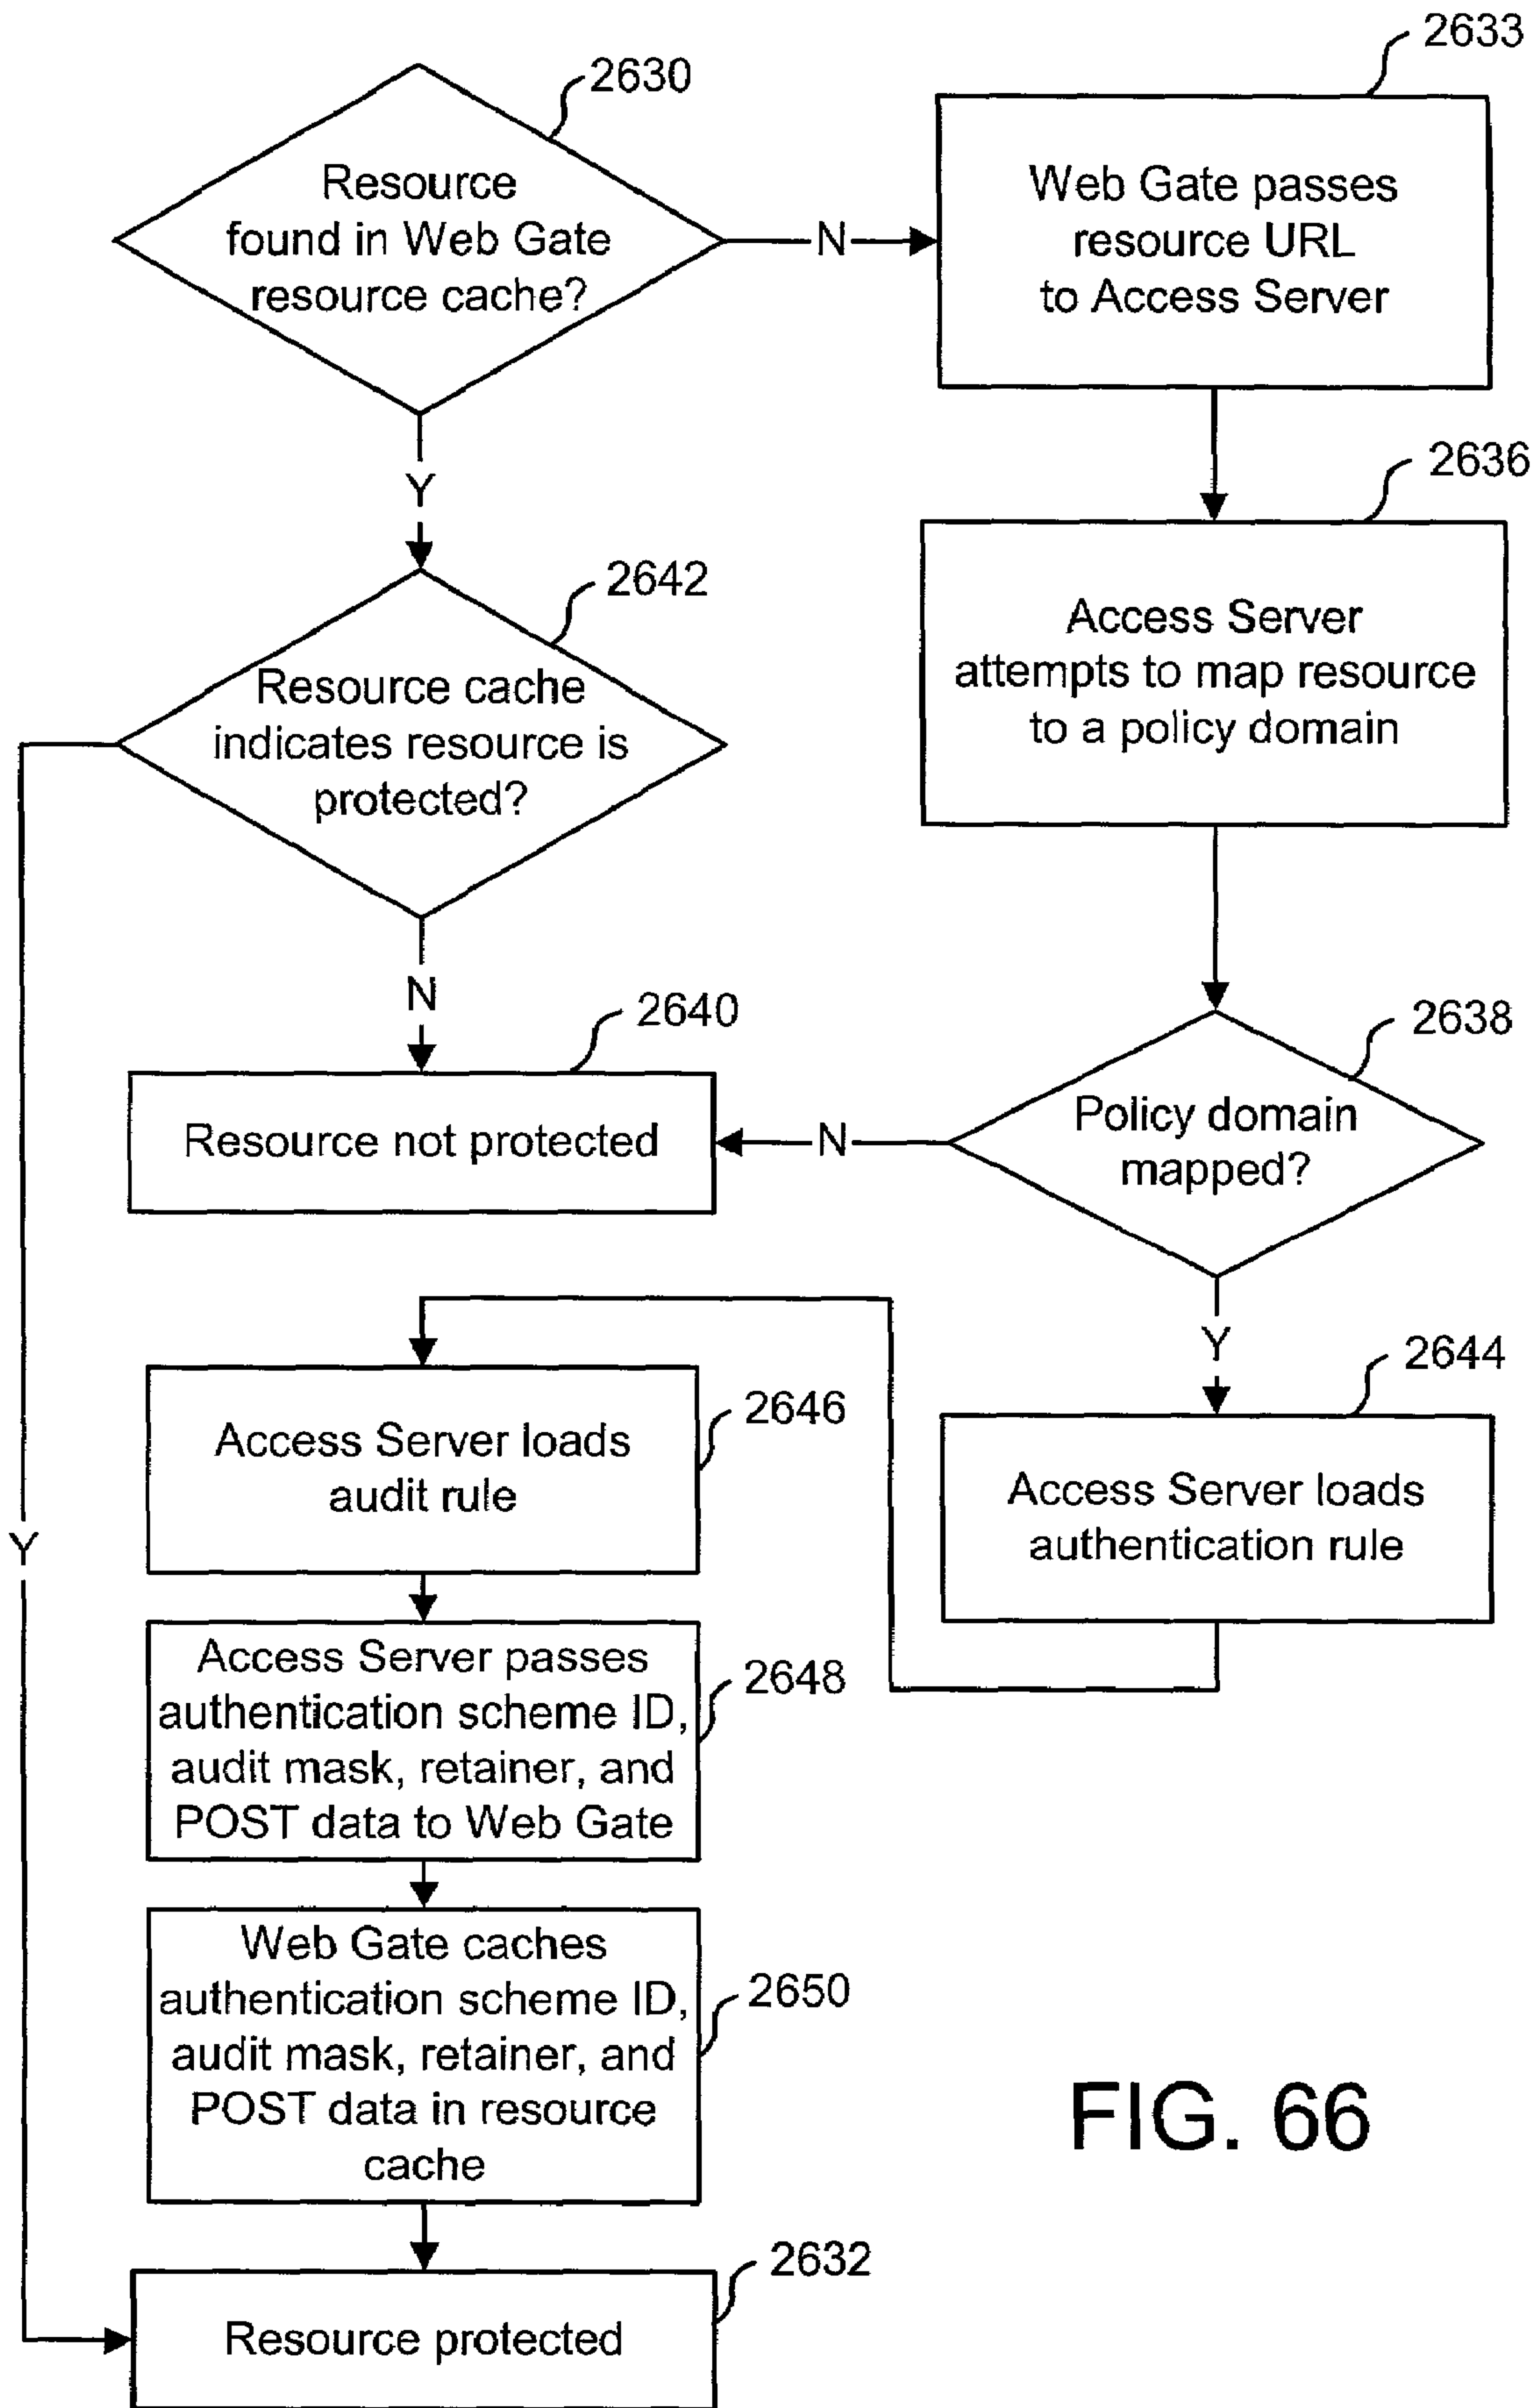 2630
Resource
found in Web Gate
resource cache?
N
2633
Web Gate passes
resource URL
to Access Server
Y
2636
Access Server
attempts to map resource
to a policy domain
2642
Resource cache
indicates resource is
protected?
N
2640
Resource not protected
N
2638
Policy domain
mapped?
Y
2644
Access Server loads
authentication rule
2646
Access Server loads
audit rule
Y
2648
Access Server passes
authentication scheme ID,
audit mask, retainer, and
POST data to Web Gate
2650
Web Gate caches
authentication scheme ID,
audit mask, retainer, and
POST data in resource
cache
2632
Resource protected
FIG. 66